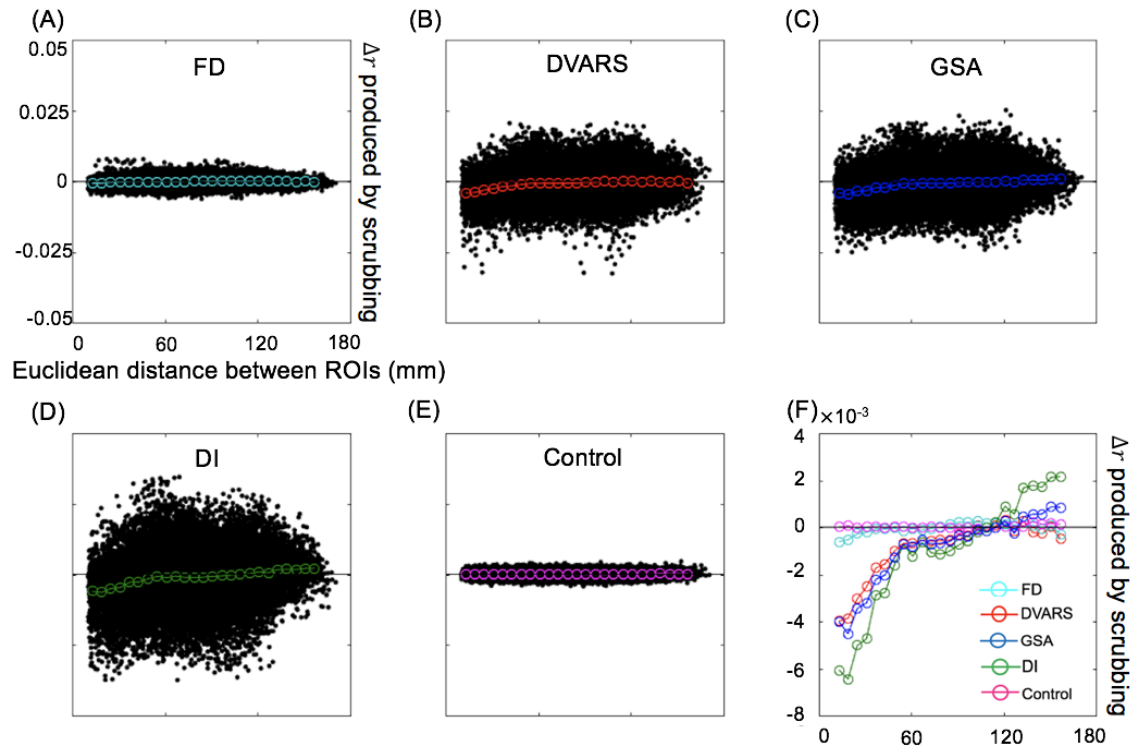 (A)
(B)
(C)
0.05
0.025
0
-0.025
-0.05
FD
DVARS
GSA
Δr produced by scrubbing
0 60 120 180
Euclidean distance between ROIs (mm)
(D)
(E)
(F)
×10⁻³
DI
Control
4
2
0
-2
-4
-6
-8
FD
DVARS
GSA
DI
Control
Δr produced by scrubbing
0 60 120 180